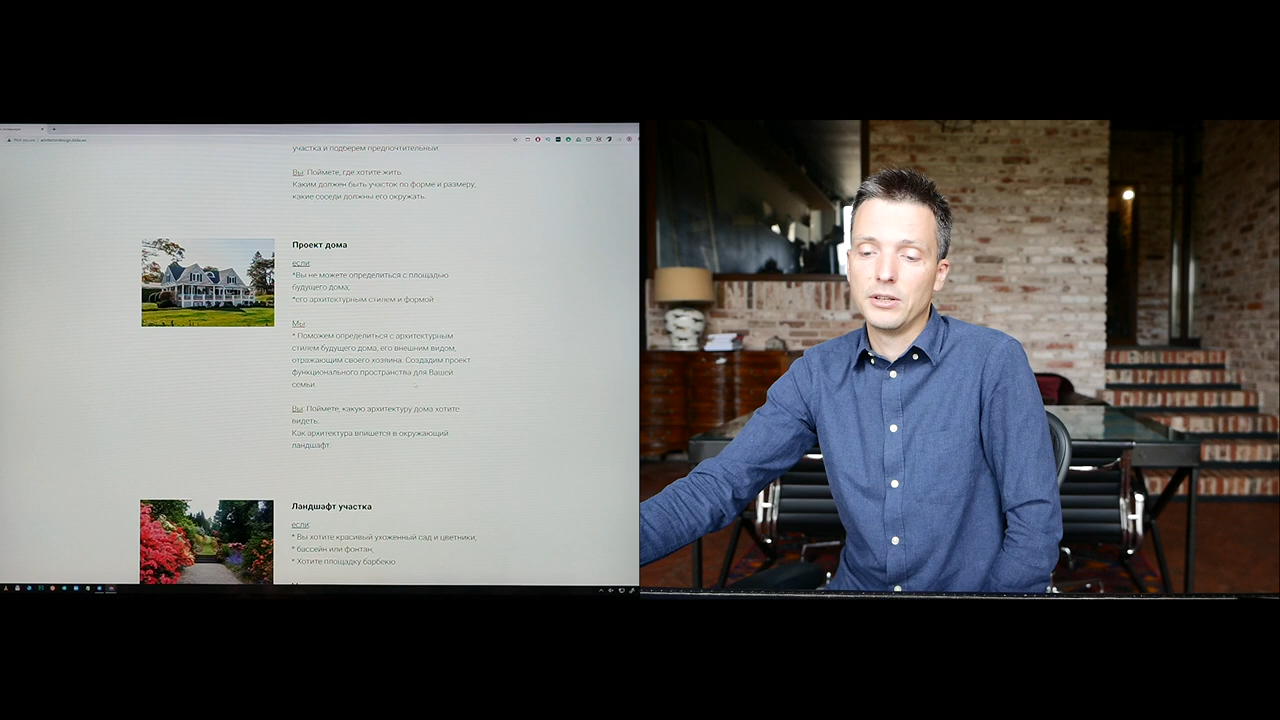 участка и подберем предпочтительный.
Вы: Поймете, где хотите жить.
Каким должен быть участок по форме и размеру,
какие соседи должны его окружать.
Проект дома
если:
*Вы не можете определиться с площадью
будущего дома;
*его архитектурным стилем и формой
Мы:
* Поможем определиться с архитектурным
стилем будущего дома, его внешним видом,
отражающим своего хозяина. Создадим проект
функционального пространства для Вашей
семьи.
Вы: Поймете, какую архитектуру дома хотите
видеть.
Как архитектура впишется в окружающий
ландшафт.
Ландшафт участка
если:
* Вы хотите красивый ухоженный сад и цветники;
* бассейн или фонтан;
* Хотите площадку барбекю